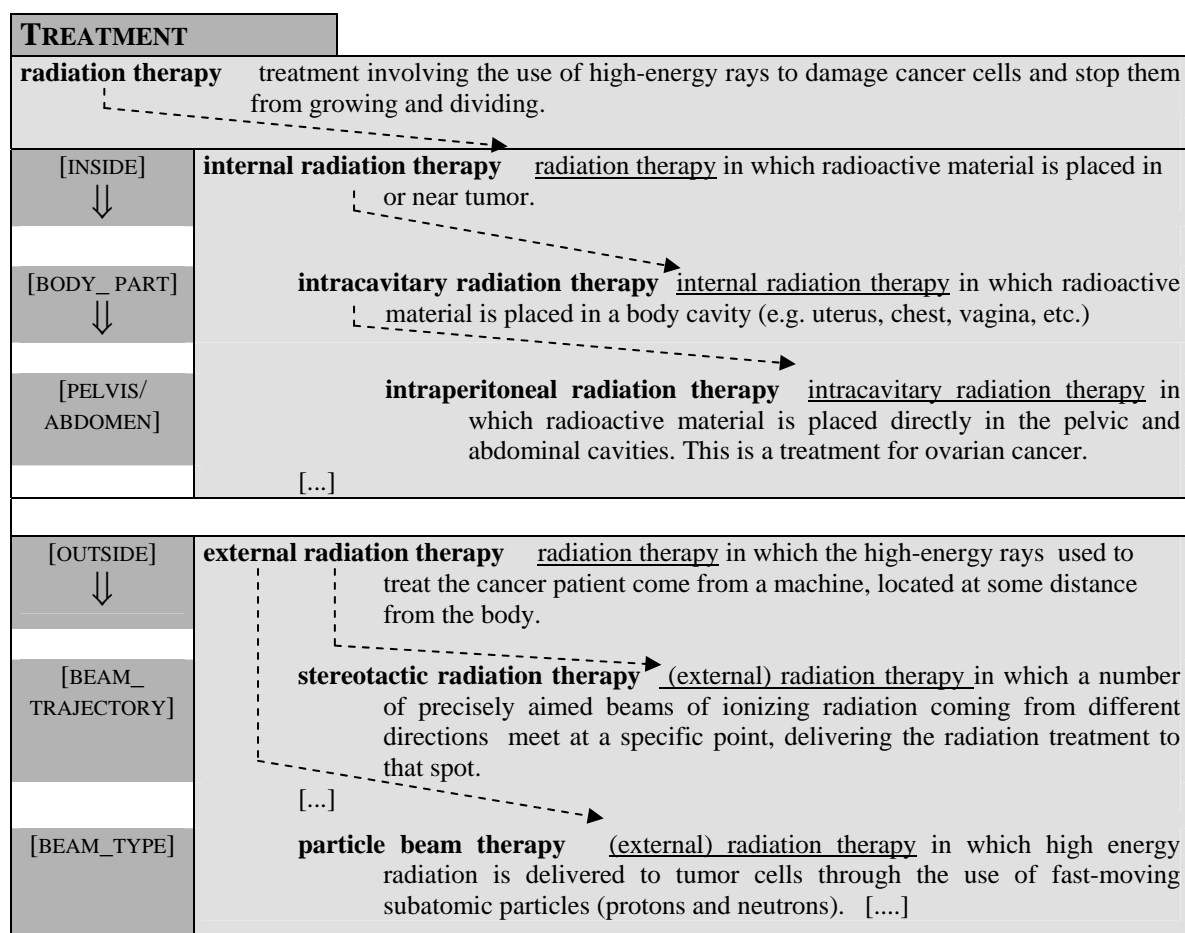 TREATMENT
radiation therapy treatment involving the use of high-energy rays to damage cancer cells and stop them
from growing and dividing.
[INSIDE]
⇓
internal radiation therapy radiation therapy in which radioactive material is placed in
or near tumor.
[BODY_ PART]
⇓
intracavitary radiation therapy internal radiation therapy in which radioactive
material is placed in a body cavity (e.g. uterus, chest, vagina, etc.)
[PELVIS/
ABDOMEN]
intraperitoneal radiation therapy intracavitary radiation therapy in
which radioactive material is placed directly in the pelvic and
abdominal cavities. This is a treatment for ovarian cancer.
[...]
[OUTSIDE]
⇓
external radiation therapy radiation therapy in which the high-energy rays used to
treat the cancer patient come from a machine, located at some distance
from the body.
[BEAM_
TRAJECTORY]
stereotactic radiation therapy (external) radiation therapy in which a number
of precisely aimed beams of ionizing radiation coming from different
directions meet at a specific point, delivering the radiation treatment to
that spot.
[...]
[BEAM_TYPE]
particle beam therapy (external) radiation therapy in which high energy
radiation is delivered to tumor cells through the use of fast-moving
subatomic particles (protons and neutrons). [....]